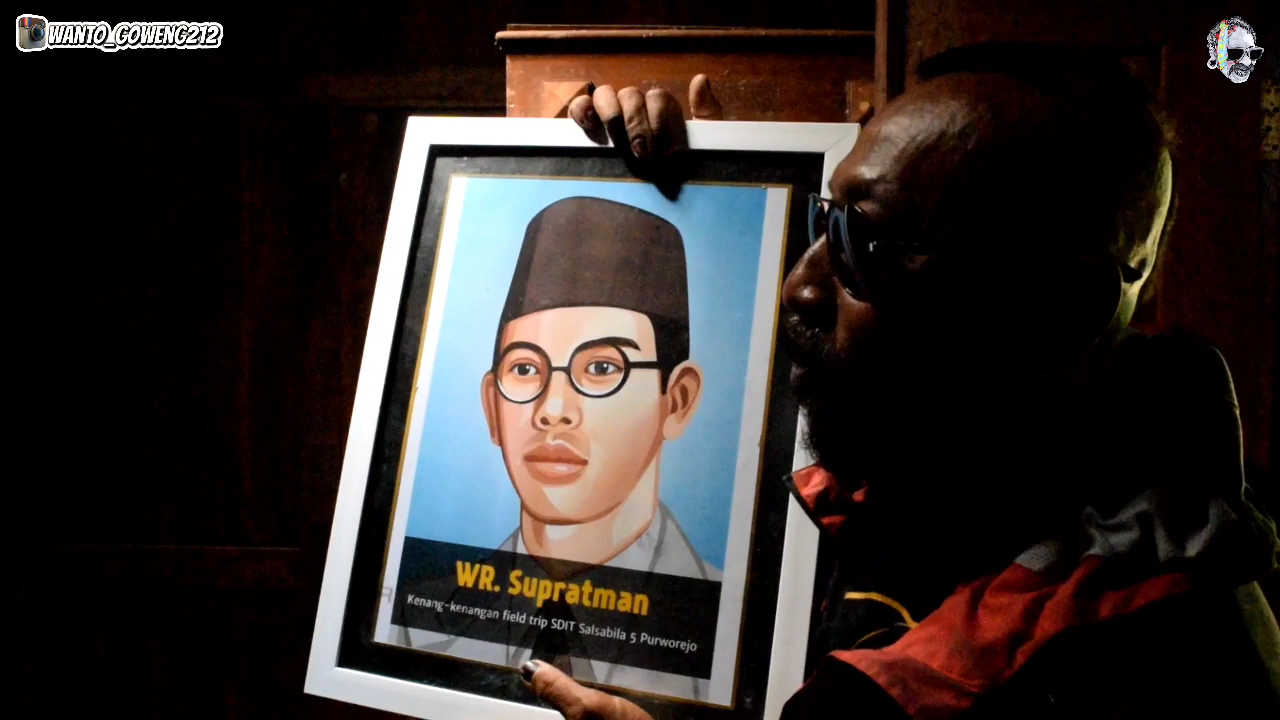 WANTO_GOWENG212
WR. Supratman
Kenang-kenangan field trip SDIT Salsabila 5 Purworejo